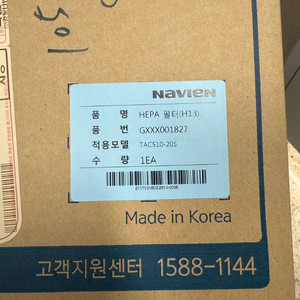 NAVIEN
품 명 HEPA 필터(H13)
품 번 GXXX001827
적용모델 TAC510-20S
수 량 1EA
Made in Korea
고객지원센터 1588-1144